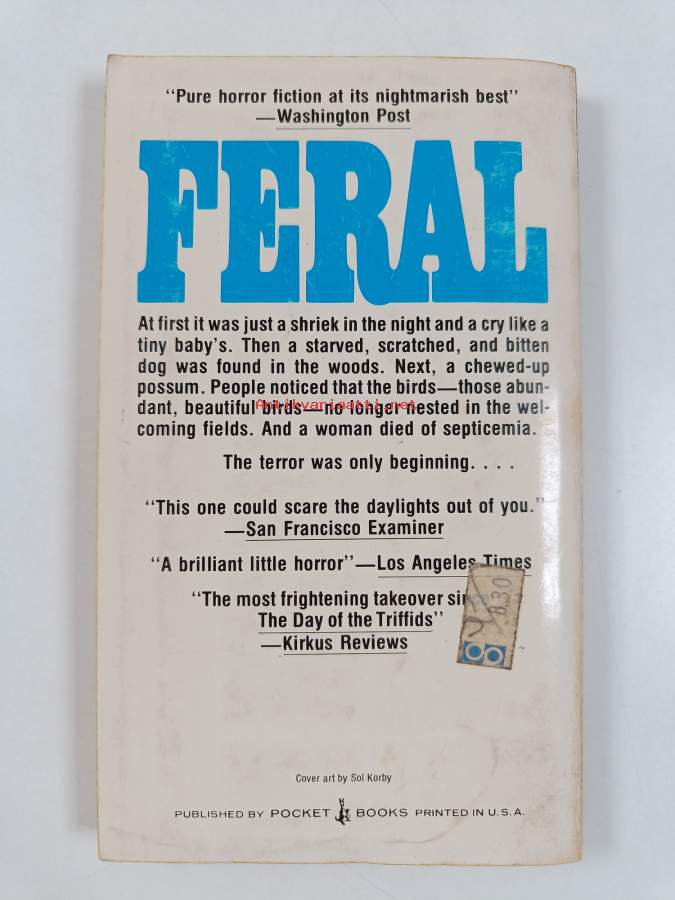 "Pure horror fiction at its nightmarish best"
—Washington Post
FERAL
At first it was just a shriek in the night and a cry like a
tiny baby's. Then a starved, scratched, and bitten
dog was found in the woods. Next, a chewed-up
possum. People noticed that the birds—those abun-
dant, beautiful birds—no longer nested in the wel-
coming fields. And a woman died of septicemia.
Antikvariaatti.net
The terror was only beginning. . . .
"This one could scare the daylights out of you."
—San Francisco Examiner
"A brilliant little horror"—Los Angeles Times
"The most frightening takeover
The Day of the Triffids"
—Kirkus Reviews
8.30
Cover art by Sol Korby
PUBLISHED BY POCKET BOOKS PRINTED IN U.S.A.